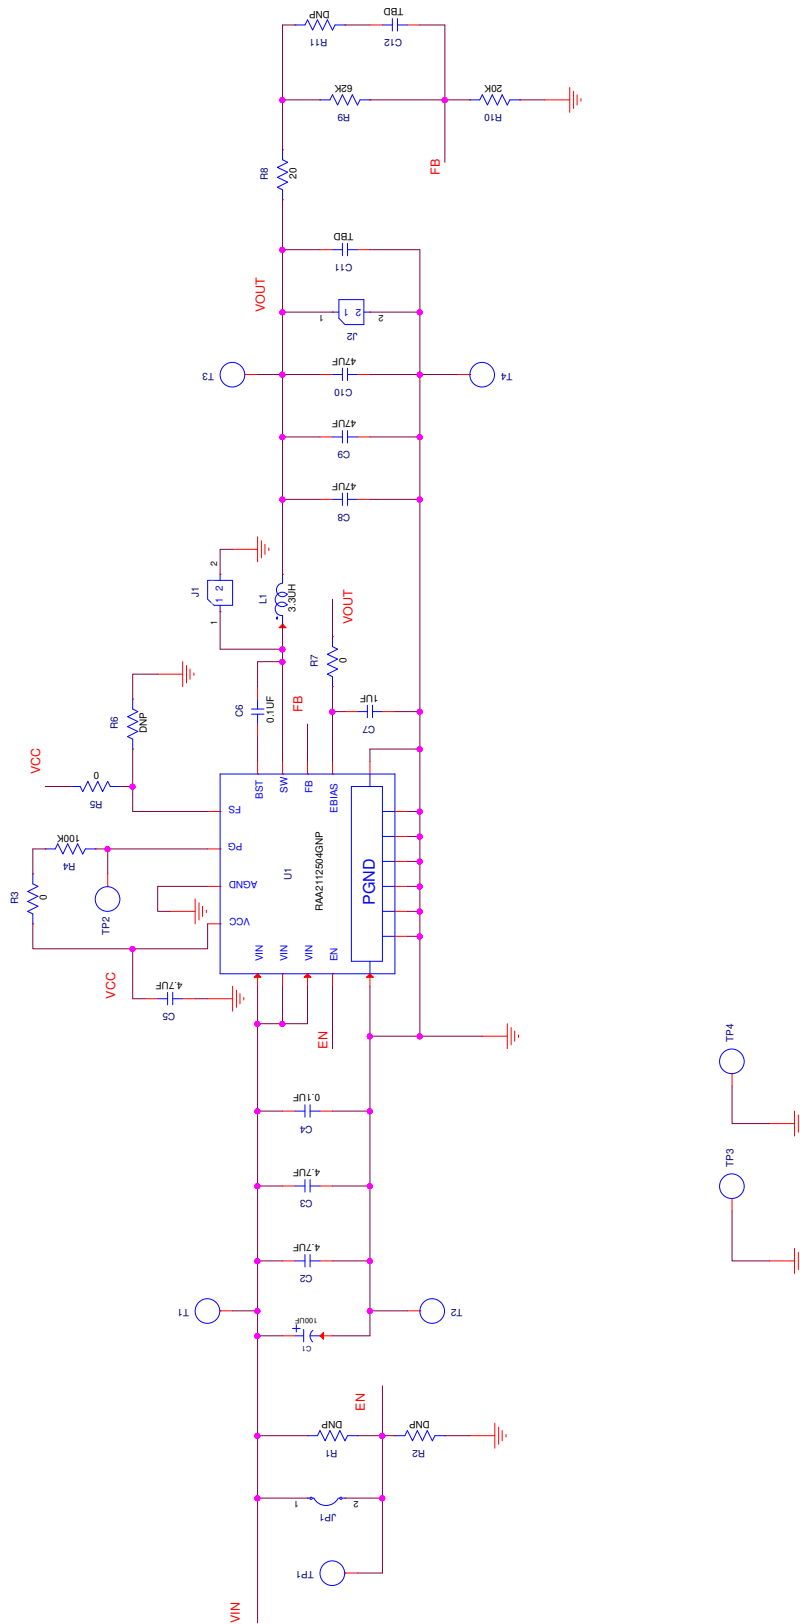 R11
DNP
C12
TBD
R9
62K
R10
20K
FB
R8
20
C11
TBD
VOUT
J2
1
2 1
2
T3
C10
47UF
T4
C9
47UF
C8
47UF
J1
1
1 2
2
L1
3.3UH
VOUT
R7
0
C6
0.1UF
FB
C7
1UF
R6
DNP
VCC
R5
0
R4
100K
R3
0
TP2
FS
PG
AGND
VCC
BST
SW
FB
EBIAS
U1
RAA2112504GNP
PGND
VIN
VIN
VIN
EN
VCC
C5
4.7UF
EN
C4
0.1UF
C3
4.7UF
C2
4.7UF
T1
C1
100UF
+
T2
EN
R1
DNP
R2
DNP
JP1
1
2
TP1
VIN
TP4
TP3